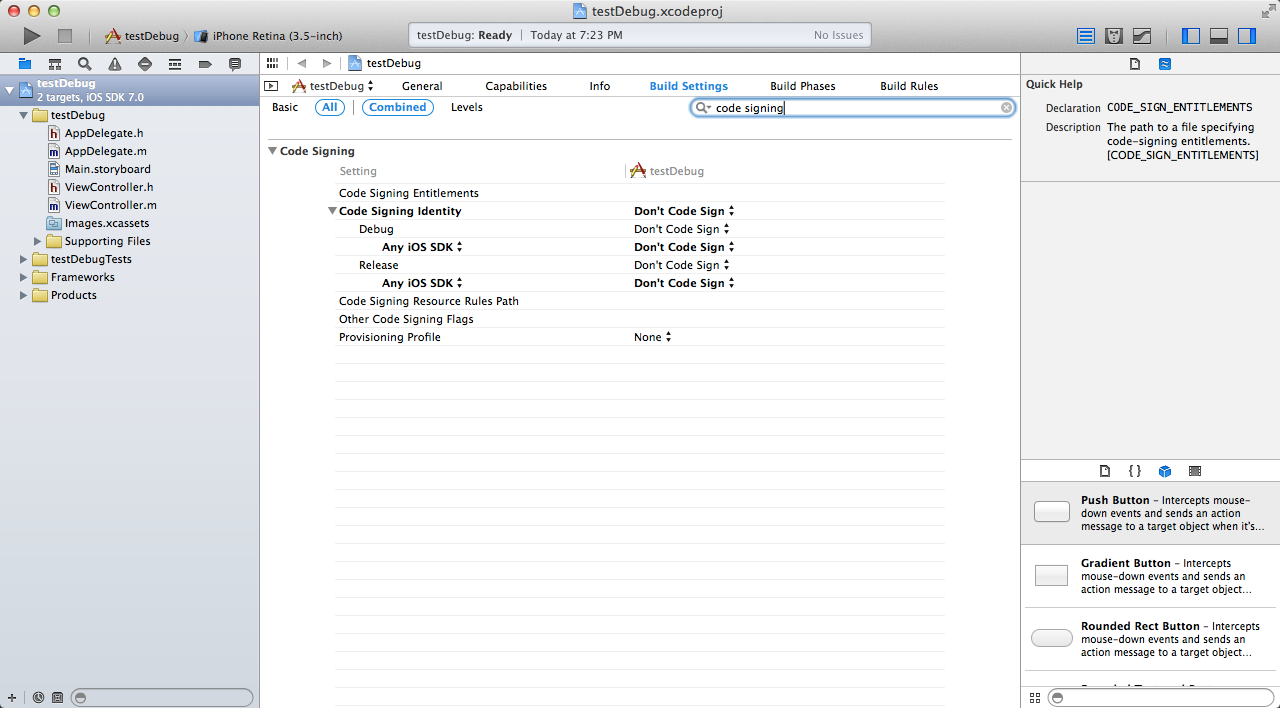 testDebug.xcodeproj
testDebug
iPhone Retina (3.5-inch)
testDebug: Ready
Today at 7:23 PM
No Issues
testDebug
2 targets, iOS SDK 7.0
testDebug
AppDelegate.h
AppDelegate.m
Main.storyboard
ViewController.h
ViewController.m
Images.xcassets
Supporting Files
testDebugTests
Frameworks
Products
testDebug
testDebug
General
Capabilities
Info
Build Settings
Build Phases
Build Rules
Basic
All
Combined
Levels
code signing
Code Signing
Setting
testDebug
Code Signing Entitlements
Code Signing Identity
Don't Code Sign
Debug
Don't Code Sign
Any iOS SDK
Don't Code Sign
Release
Don't Code Sign
Any iOS SDK
Don't Code Sign
Code Signing Resource Rules Path
Other Code Signing Flags
Provisioning Profile
None
Quick Help
Declaration CODE_SIGN_ENTITLEMENTS
Description The path to a file specifying
code-signing entitlements.
[CODE_SIGN_ENTITLEMENTS]
Push Button – Intercepts mouse-
down events and sends an action
message to a target object when it's...
Gradient Button – Intercepts
mouse-down events and sends an
action message to a target object...
Rounded Rect Button – Intercepts
mouse-down events and sends an
action message to a target object...